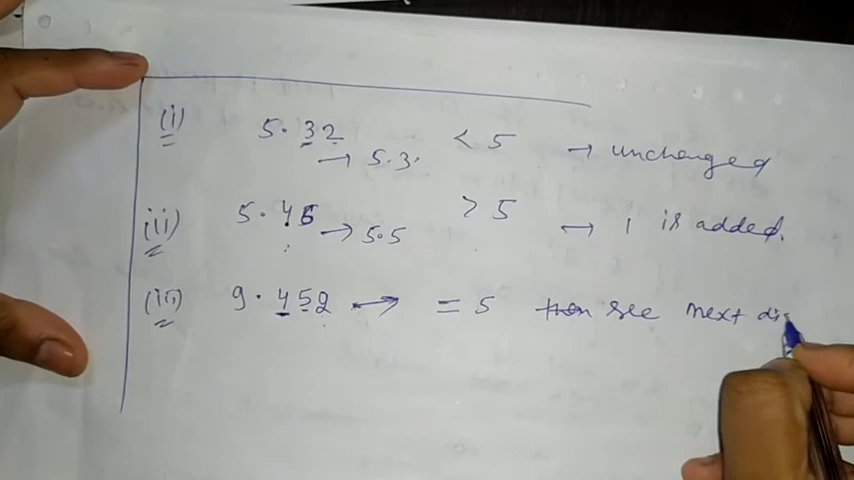 (i) 5.32 → 5.3. < 5 → unchanged
(ii) 5.46 → 5.5 > 5 → 1 is added.
(iii) 9.452 → = 5 then see next di